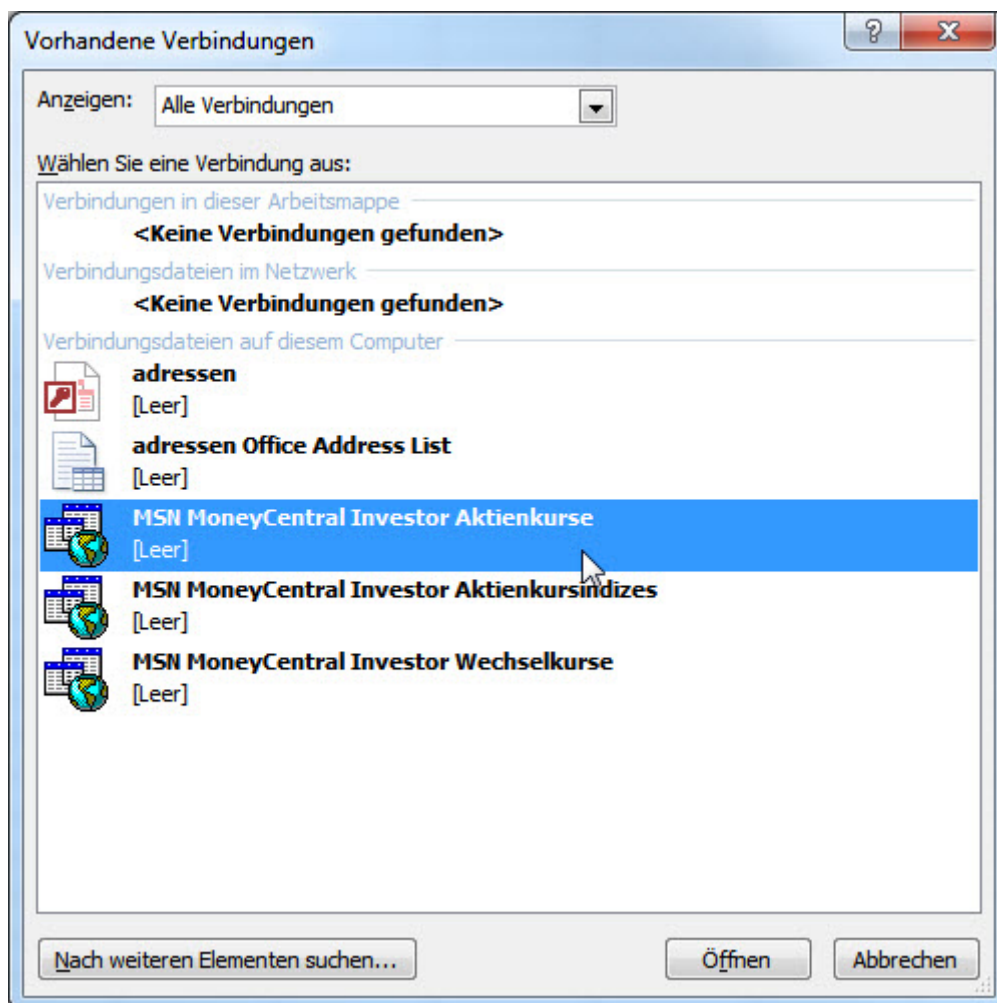 Vorhandene Verbindungen
Anzeigen: Alle Verbindungen
Wählen Sie eine Verbindung aus:
Verbindungen in dieser Arbeitsmappe
<Keine Verbindungen gefunden>
Verbindungsdateien im Netzwerk
<Keine Verbindungen gefunden>
Verbindungsdateien auf diesem Computer
adressen
[Leer]
adressen Office Address List
[Leer]
MSN MoneyCentral Investor Aktienkurse
[Leer]
MSN MoneyCentral Investor Aktienkursindizes
[Leer]
MSN MoneyCentral Investor Wechselkurse
[Leer]
Nach weiteren Elementen suchen... Öffnen Abbrechen